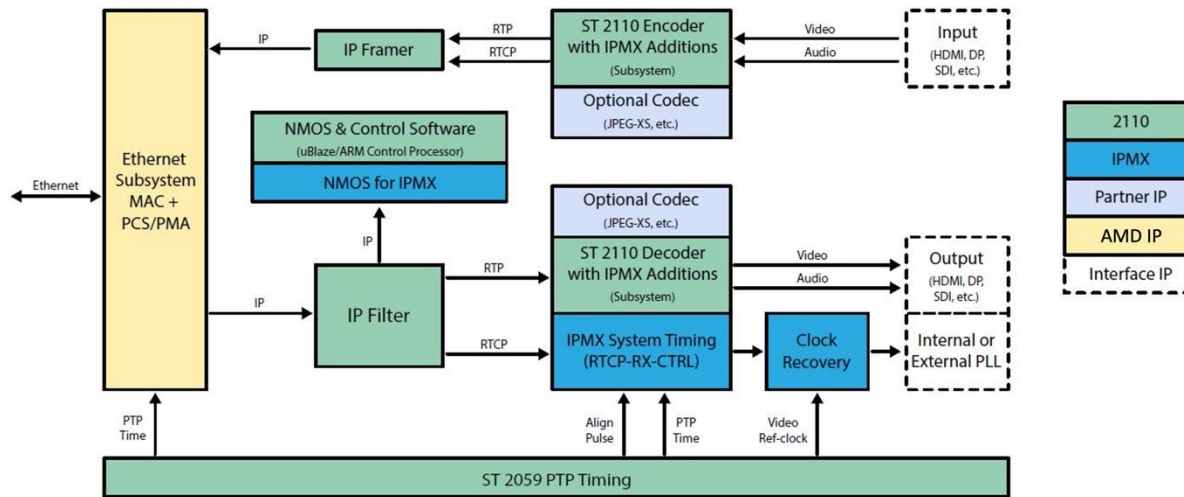 Ethernet
Ethernet
Subsystem
MAC +
PCS/PMA
IP
IP Framer
RTP
RTCP
ST 2110 Encoder
with IPMX Additions
(Subsystem)
Optional Codec
(JPEG-XS, etc.)
Video
Audio
Input
(HDMI, DP,
SDI, etc.)
NMOS & Control Software
(uBlaze/ARM Control Processor)
NMOS for IPMX
IP
IP
IP Filter
RTP
RTCP
Optional Codec
(JPEG-XS, etc.)
ST 2110 Decoder
with IPMX Additions
(Subsystem)
IPMX System Timing
(RTCP-RX-CTRL)
Video
Audio
Clock
Recovery
Output
(HDMI, DP,
SDI, etc.)
Internal or
External PLL
PTP
Time
Align
Pulse
PTP
Time
Video
Ref-clock
ST 2059 PTP Timing
2110
IPMX
Partner IP
AMD IP
Interface IP